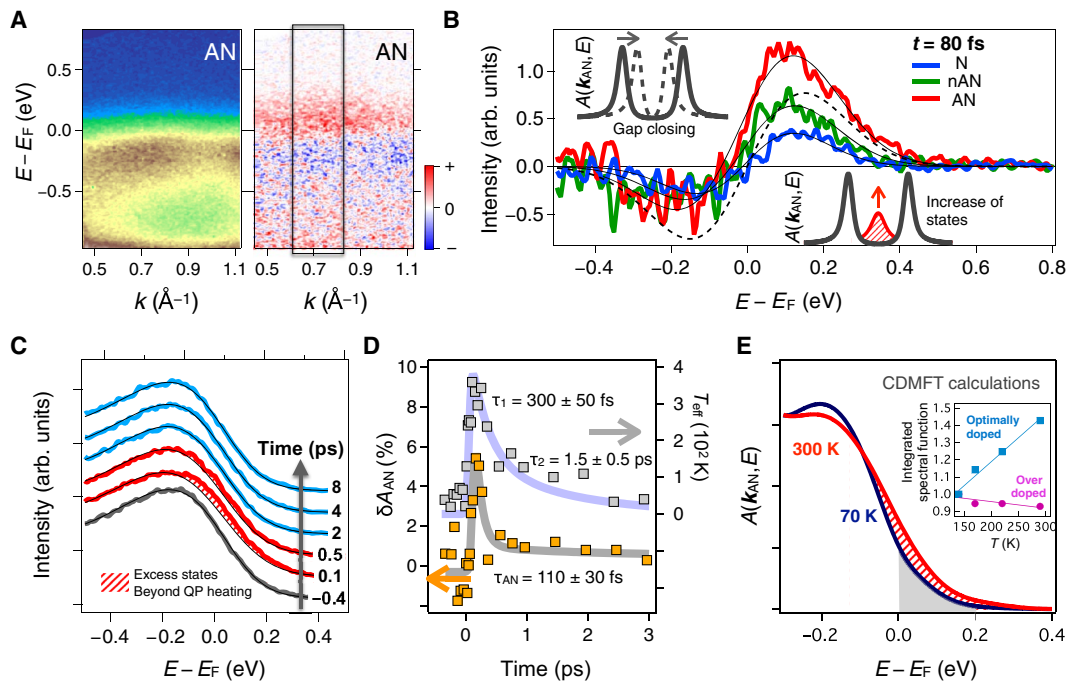 A
AN
AN
0.5
0.0
−0.5
E – EF (eV)
+
0
−
0.5 0.7 0.9 1.1
0.5 0.7 0.9 1.1
k (Å–1)
k (Å–1)
B
A(kAN, E)
Gap closing
t = 80 fs
N
nAN
AN
1.0
0.5
0.0
−0.5
Intensity (arb. units)
A(kAN, E)
Increase of
states
−0.4 −0.2 0.0 0.2 0.4 0.6 0.8
E – EF (eV)
C
Intensity (arb. units)
Time (ps)
8
4
2
0.5
0.1
−0.4
Excess states
Beyond QP heating
−0.4 −0.2 0.0 0.2 0.4
E – EF (eV)
D
10
8
6
4
2
0
δAAN (%)
τ1 = 300 ± 50 fs
τ2 = 1.5 ± 0.5 ps
τAN = 110 ± 30 fs
4
3
2
1
0
Teff (10² K)
0 1 2 3
Time (ps)
E
CDMFT calculations
A(kAN, E)
300 K
70 K
Integrated
spectral function
1.5
1.4
1.3
1.2
1.1
1.0
0.9
Optimally
doped
Over
doped
150 200 250 300
T (K)
−0.2 0.0 0.2 0.4
E – EF (eV)